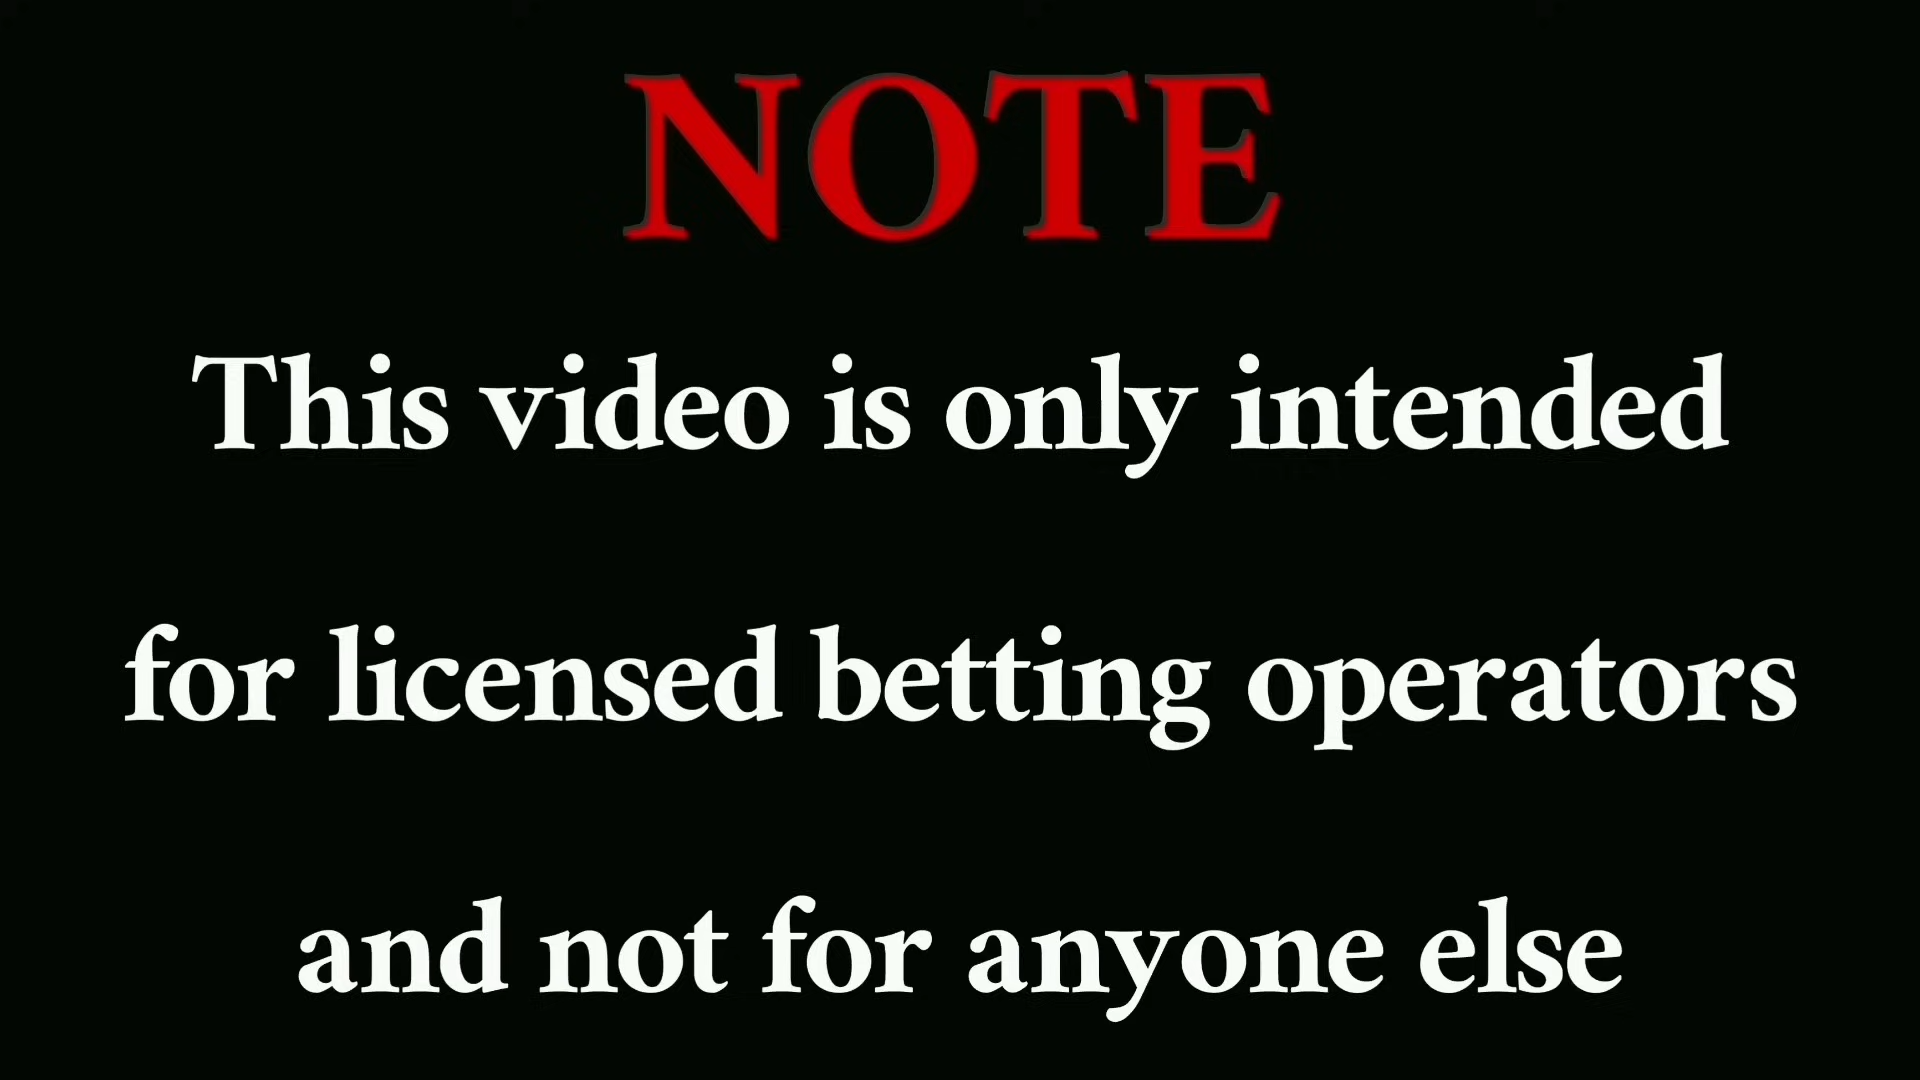 NOTE
This video is only intended
for licensed betting operators
and not for anyone else